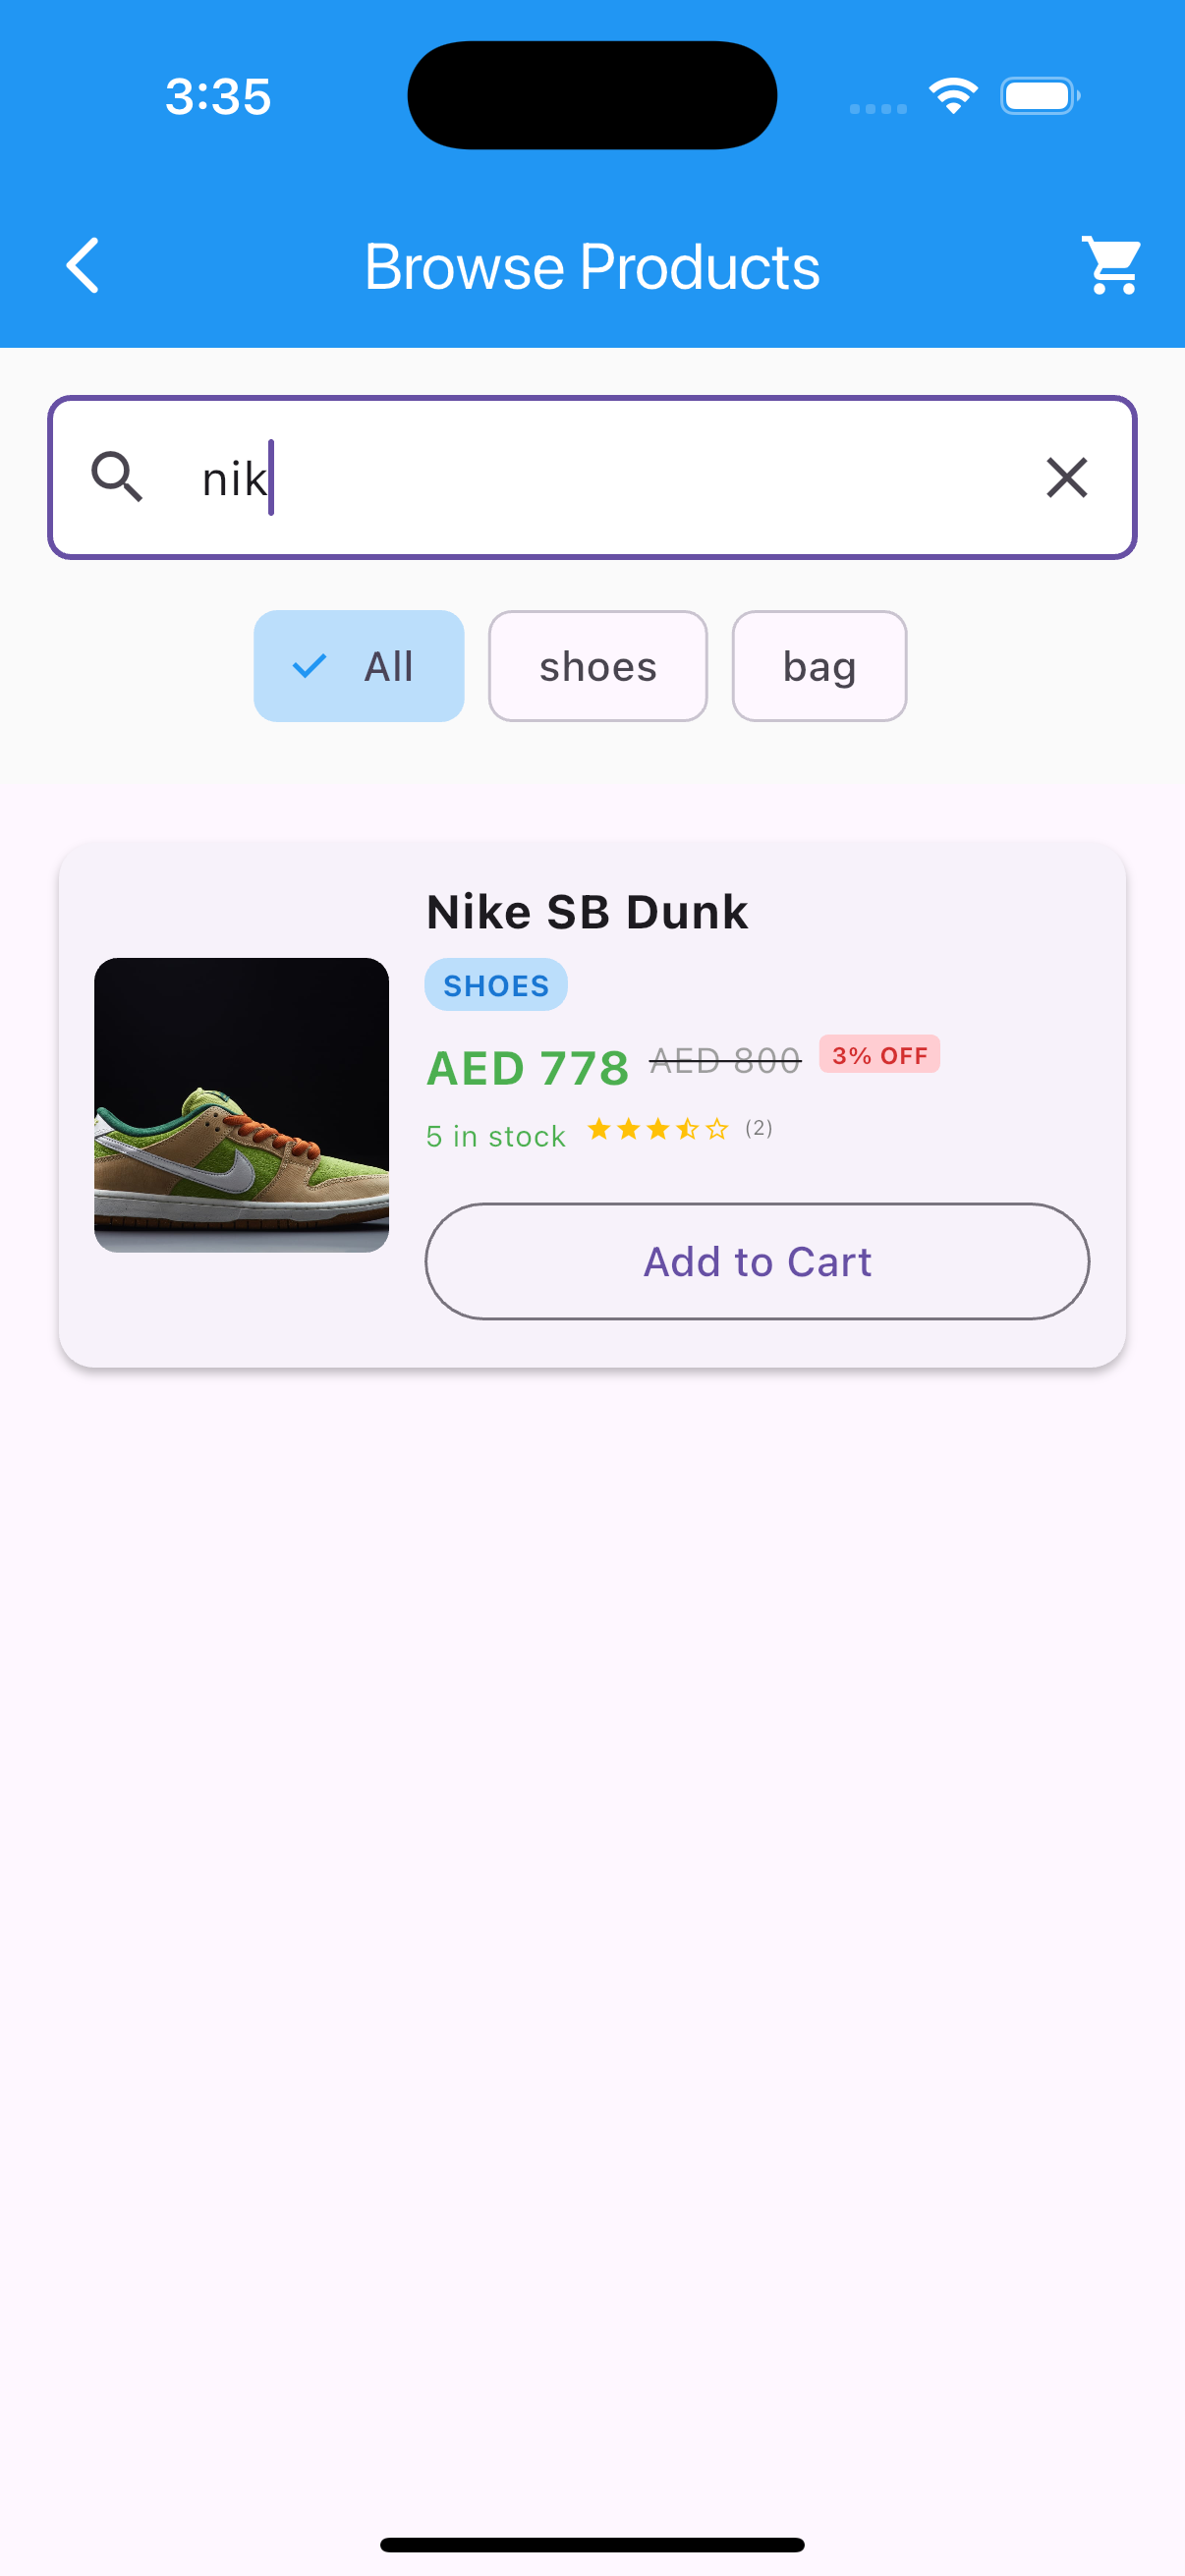 3:35
Browse Products
nik
All shoes bag
Nike SB Dunk
SHOES
AED 778 AED 800 3% OFF
5 in stock (2)
Add to Cart